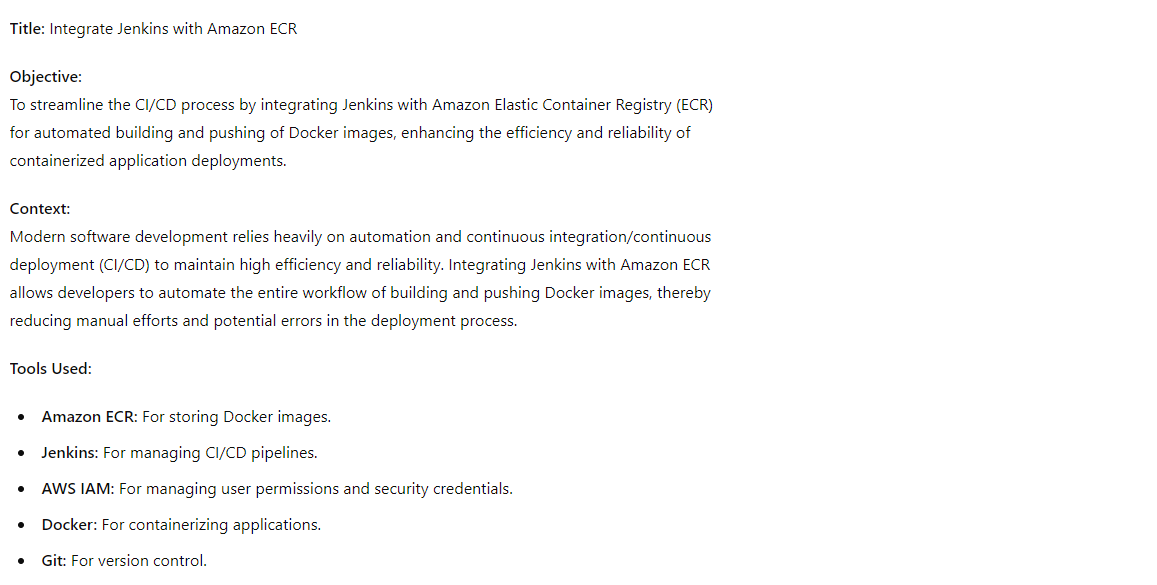 Title: Integrate Jenkins with Amazon ECR
Objective:
To streamline the CI/CD process by integrating Jenkins with Amazon Elastic Container Registry (ECR)
for automated building and pushing of Docker images, enhancing the efficiency and reliability of
containerized application deployments.
Context:
Modern software development relies heavily on automation and continuous integration/continuous
deployment (CI/CD) to maintain high efficiency and reliability. Integrating Jenkins with Amazon ECR
allows developers to automate the entire workflow of building and pushing Docker images, thereby
reducing manual efforts and potential errors in the deployment process.
Tools Used:
• Amazon ECR: For storing Docker images.
• Jenkins: For managing CI/CD pipelines.
• AWS IAM: For managing user permissions and security credentials.
• Docker: For containerizing applications.
• Git: For version control.